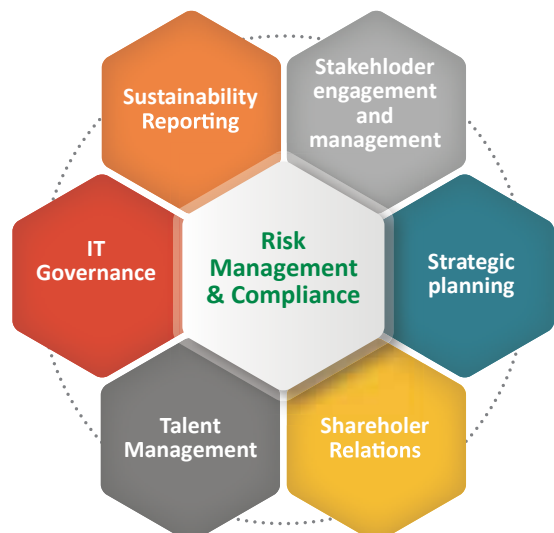 Sustainability
Reporting
Stakehloder
engagement
and
management
IT
Governance
Risk
Management
& Compliance
Strategic
planning
Talent
Management
Shareholer
Relations